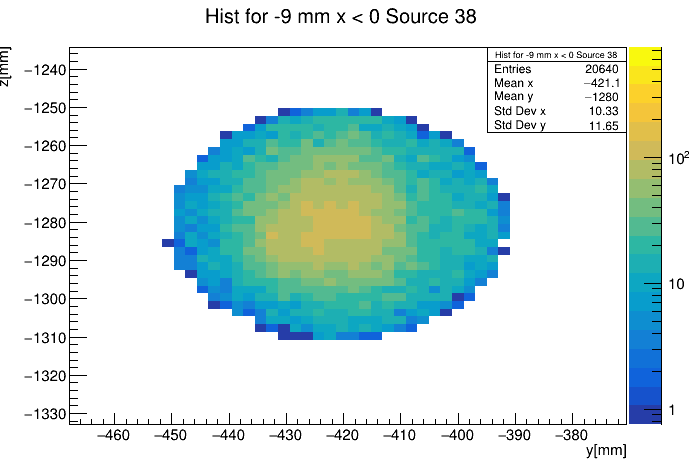 Hist for -9 mm x < 0 Source 38
z[mm]
Hist for -9 mm x < 0 Source 38
Entries 20640
Mean x −421.1
Mean y −1280
Std Dev x 10.33
Std Dev y 11.65
−1240
−1250
−1260
−1270
−1280
−1290
−1300
−1310
−1320
−1330
10²
10
1
−460 −450 −440 −430 −420 −410 −400 −390 −380
y[mm]